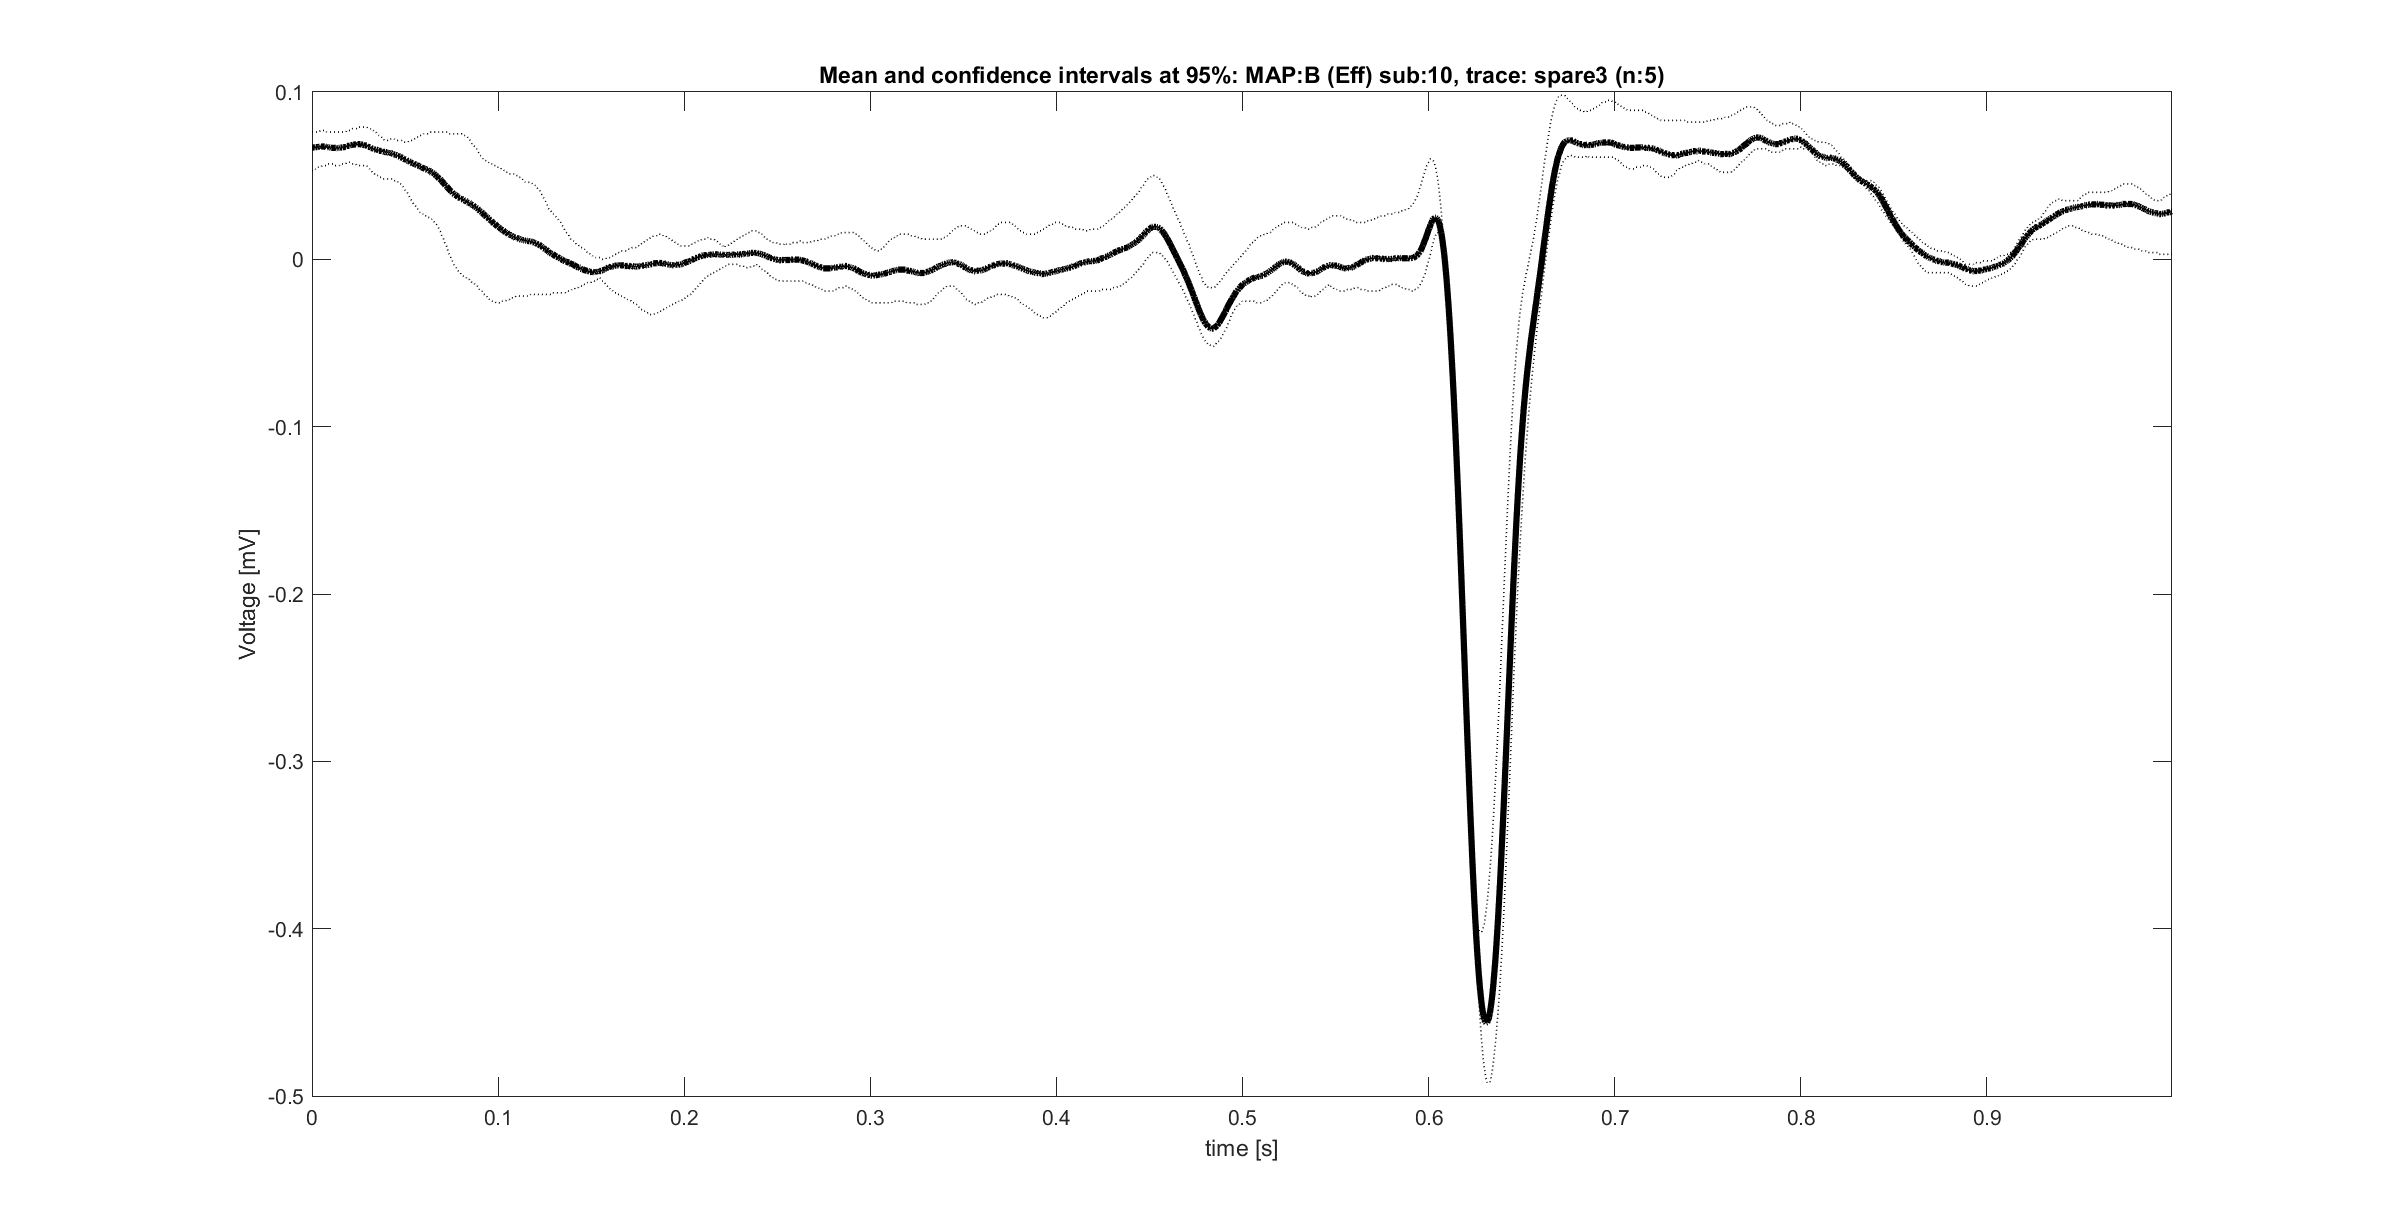 Mean and confidence intervals at 95%: MAP:B (Eff) sub:10, trace: spare3 (n:5)
0.1
0
-0.1
-0.2
-0.3
-0.4
-0.5
Voltage [mV]
0 0.1 0.2 0.3 0.4 0.5 0.6 0.7 0.8 0.9
time [s]